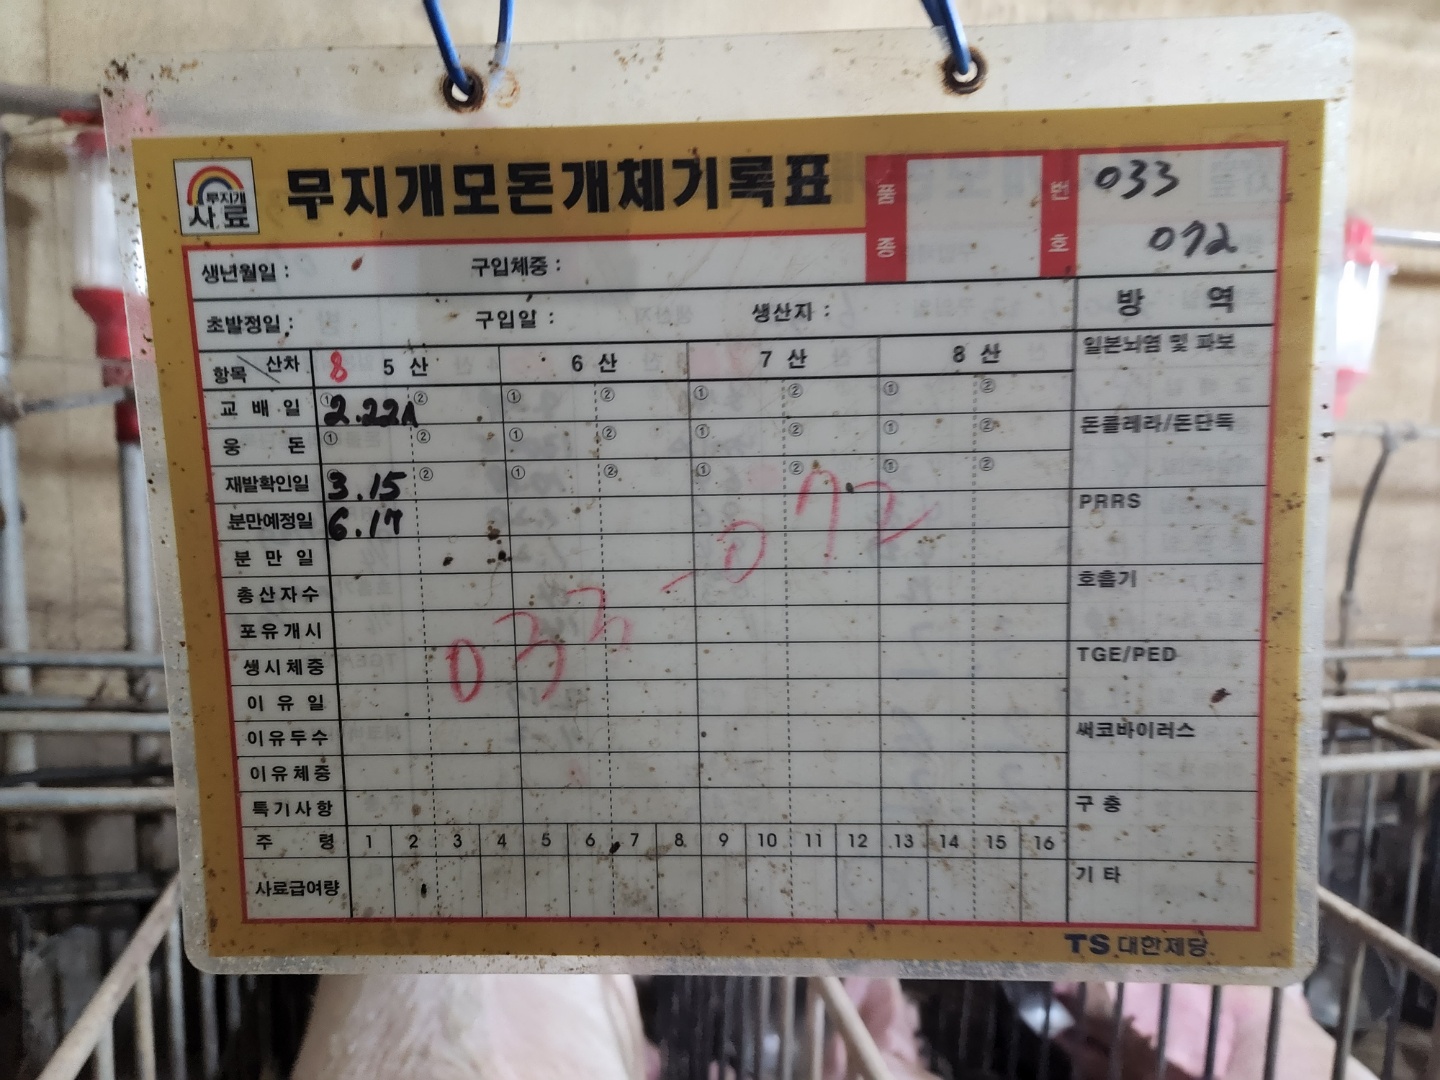 무지개
사료
무지개모돈개체기록표
품종
번호
033
072
생년월일 : 구입체중 :
초발정일 : 구입일 : 생산자 :
방 역
항목 산차 8 5 산 6 산 7 산 8 산
교 배 일 ① 2.22A ② ① ② ① ② ① ②
웅 돈 ① ② ① ② ① ② ① ②
재발확인일 3.15 ② ① ② ① ② ① ②
분만예정일 6.17
분 만 일
총산자수
포유개시
생시체중
이 유 일
이유두수
이유체중
특기사항
033 - 072
주 령 1 2 3 4 5 6 7 8 9 10 11 12 13 14 15 16
사료급여량
일본뇌염 및 파보
돈콜레라/돈단독
PRRS
호흡기
TGE/PED
써코바이러스
구 충
기 타
TS 대한제당